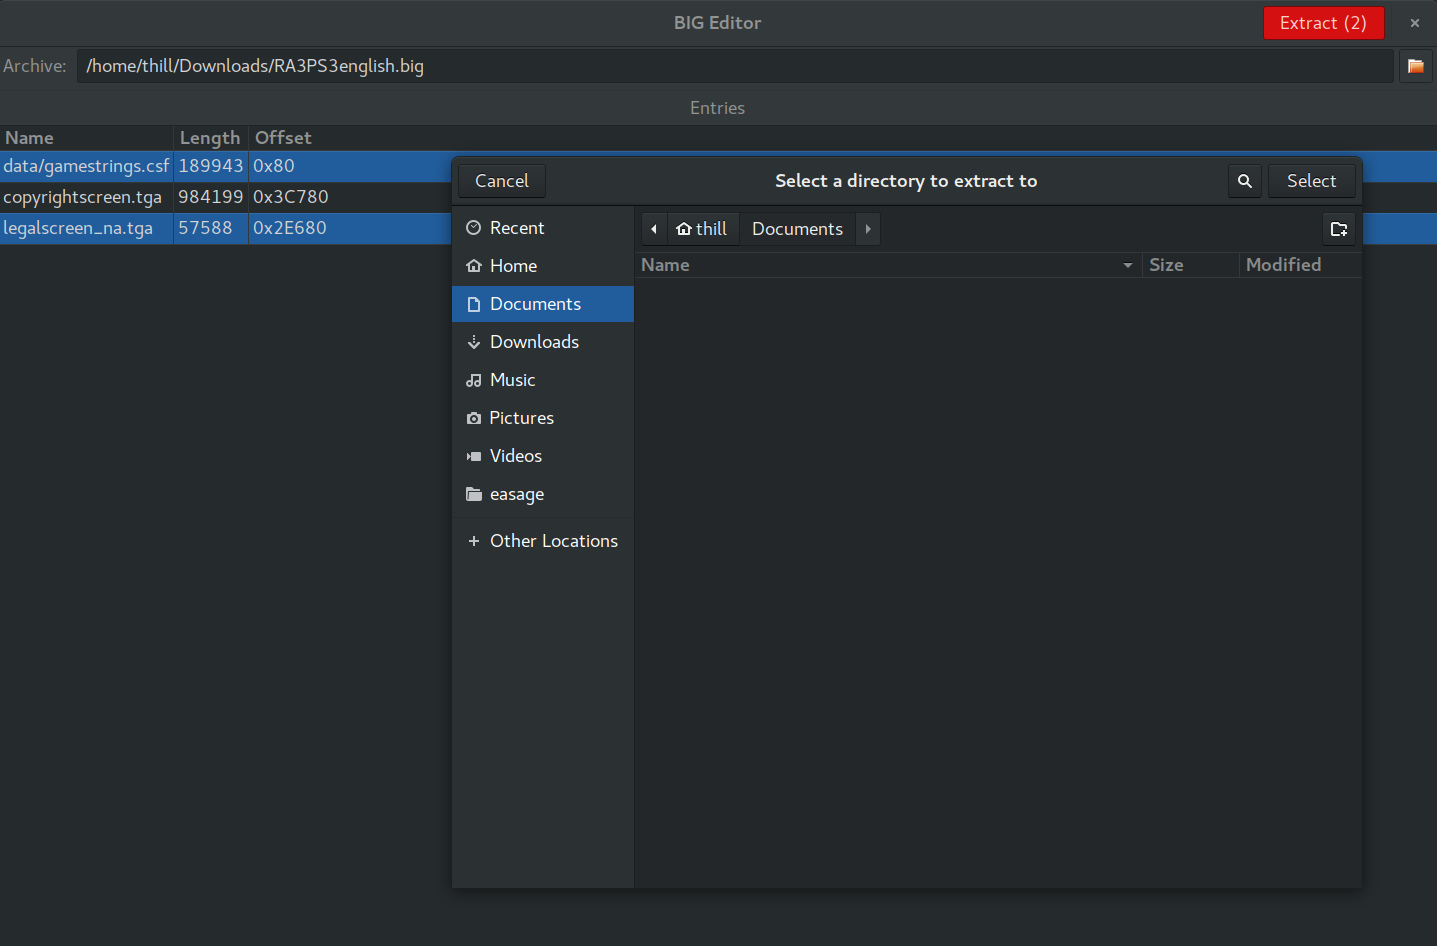 BIG Editor
Extract (2)
Archive: /home/thill/Downloads/RA3PS3english.big
Entries
Name Length Offset
data/gamestrings.csf 189943 0x80
copyrightscreen.tga 984199 0x3C780
legalscreen_na.tga 57588 0x2E680
Cancel Select a directory to extract to Select
Recent
Home
Documents
Downloads
Music
Pictures
Videos
easage
Other Locations
thill Documents
Name Size Modified